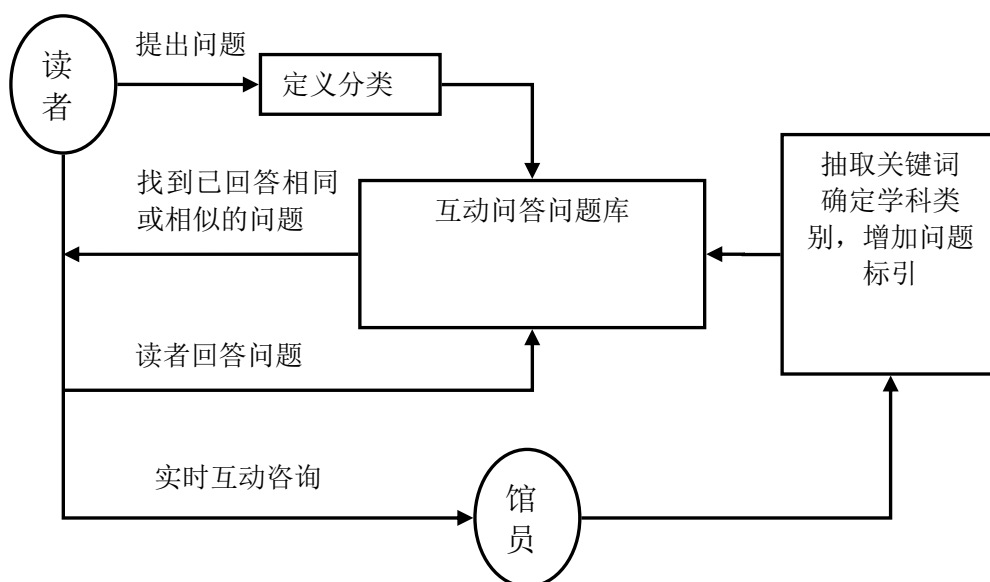 提出问题
读
者
定义分类
找到已回答相同
或相似的问题
互动问答问题库
抽取关键词
确定学科类
别，增加问题
标引
读者回答问题
实时互动咨询
馆
员